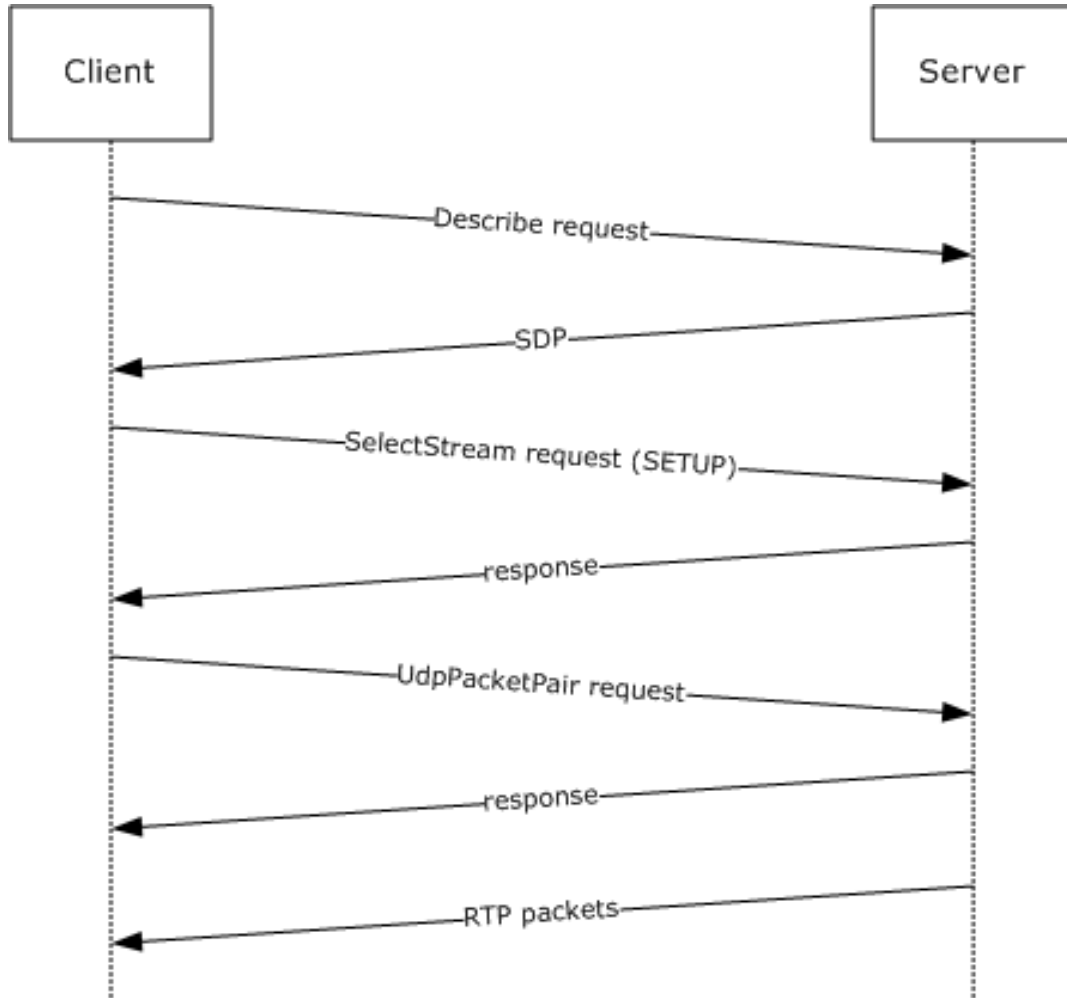 Client
Server
Describe request
SDP
SelectStream request (SETUP)
response
UdpPacketPair request
response
RTP packets